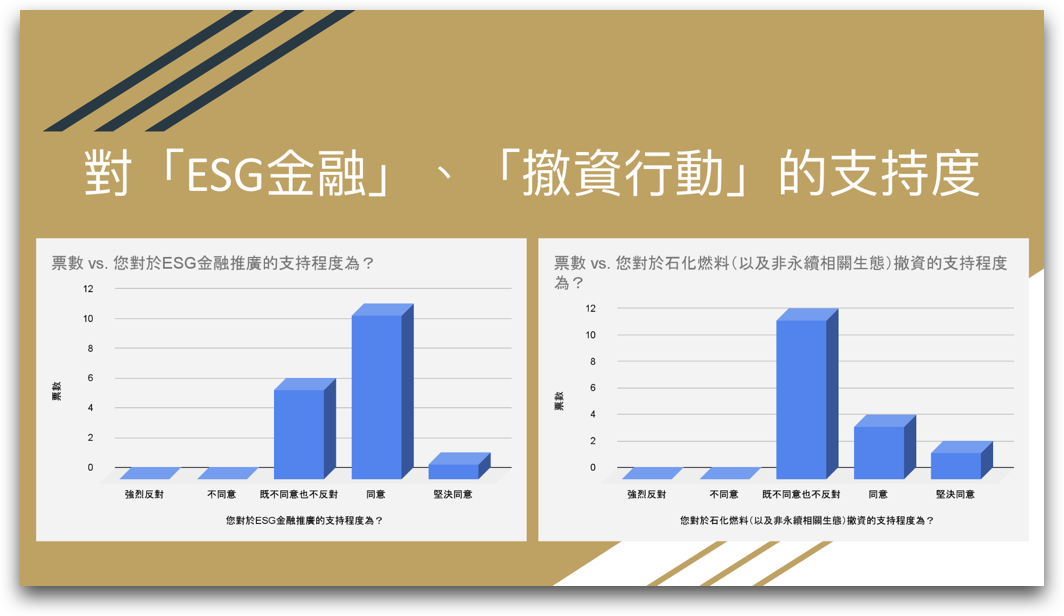 對「ESG金融」、「撤資行動」的支持度
票數 vs. 您對於ESG金融推廣的支持程度為？
12
10
8
6
4
2
0
票數
強烈反對
不同意
既不同意也不反對
同意
堅決同意
您對於ESG金融推廣的支持程度為？
票數 vs. 您對於石化燃料（以及非永續相關生態）撤資的支持程度
為？
12
10
8
6
4
2
0
票數
強烈反對
不同意
既不同意也不反對
同意
堅決同意
您對於石化燃料（以及非永續相關生態）撤資的支持程度為？